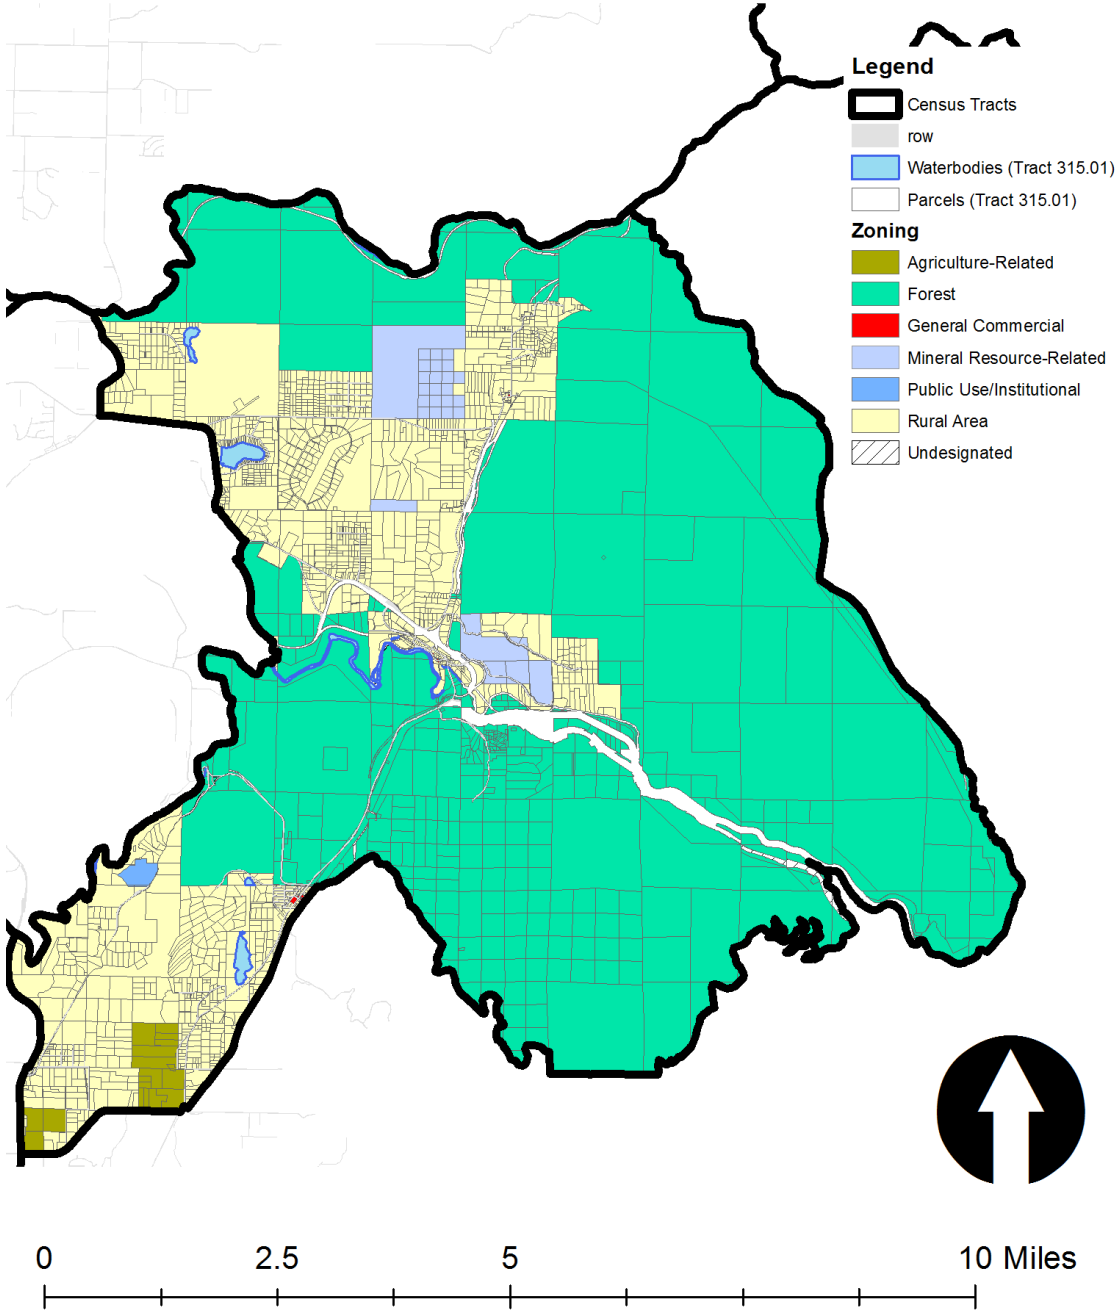 Legend
Census Tracts
row
Waterbodies (Tract 315.01)
Parcels (Tract 315.01)
Zoning
Agriculture-Related
Forest
General Commercial
Mineral Resource-Related
Public Use/Institutional
Rural Area
Undesignated
0 2.5 5 10 Miles